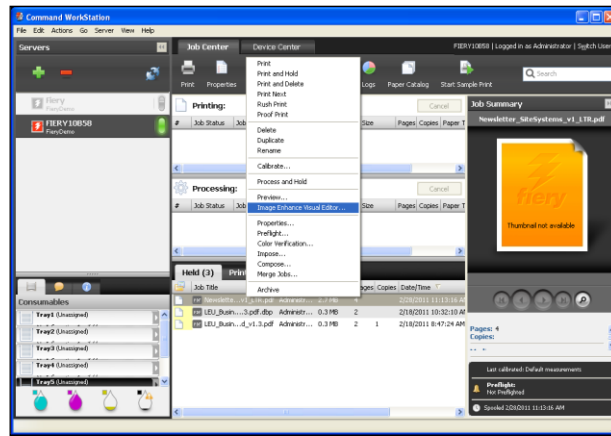 Command WorkStation
File Edit Actions Go Server View Help
Servers
Job Center Device Center
FIERY10B58 | Logged in as Administrator | Switch User
Print Properties
Logs Paper Catalog Start Sample Print
Search
Fiery
FieryDemo
FIERY10B58
FieryDemo
Printing:
Cancel
# Job Status Job
Size Pages Copies Paper T
Processing:
Cancel
# Job Status Job
Size Pages Copies Paper T
Print
Print and Hold
Print and Delete
Print Next
Rush Print
Proof Print
Delete
Duplicate
Rename
Calibrate...
Process and Hold
Preview...
Image Enhance Visual Editor...
Properties...
Preflight...
Color Verification...
Impose...
Compose...
Merge Jobs...
Archive
Held (3) Prin
Job Title
ages Copies Date/Time
Newslette...v1_LTR.pdf Administr... 2.7 MB 4 2/28/2011 11:13:16 AM
LEU_Busin...3.pdf.dbp Administr... 0.3 MB 2 2/18/2011 10:32:10 AM
LEU_Busin...d_v1.3.pdf Administr... 0.3 MB 2 1 2/18/2011 8:47:24 AM
Consumables
Tray1 (Unassigned)
Tray2 (Unassigned)
Tray3 (Unassigned)
Tray4 (Unassigned)
Tray5 (Unassigned)
Job Summary
Newsletter_SiteSystems_v1_LTR.pdf
fiery
Thumbnail not available
Pages: 4
Copies:
Last calibrated: Default measurements
Preflight:
Not Preflighted
Spooled 2/28/2011 11:13:16 AM